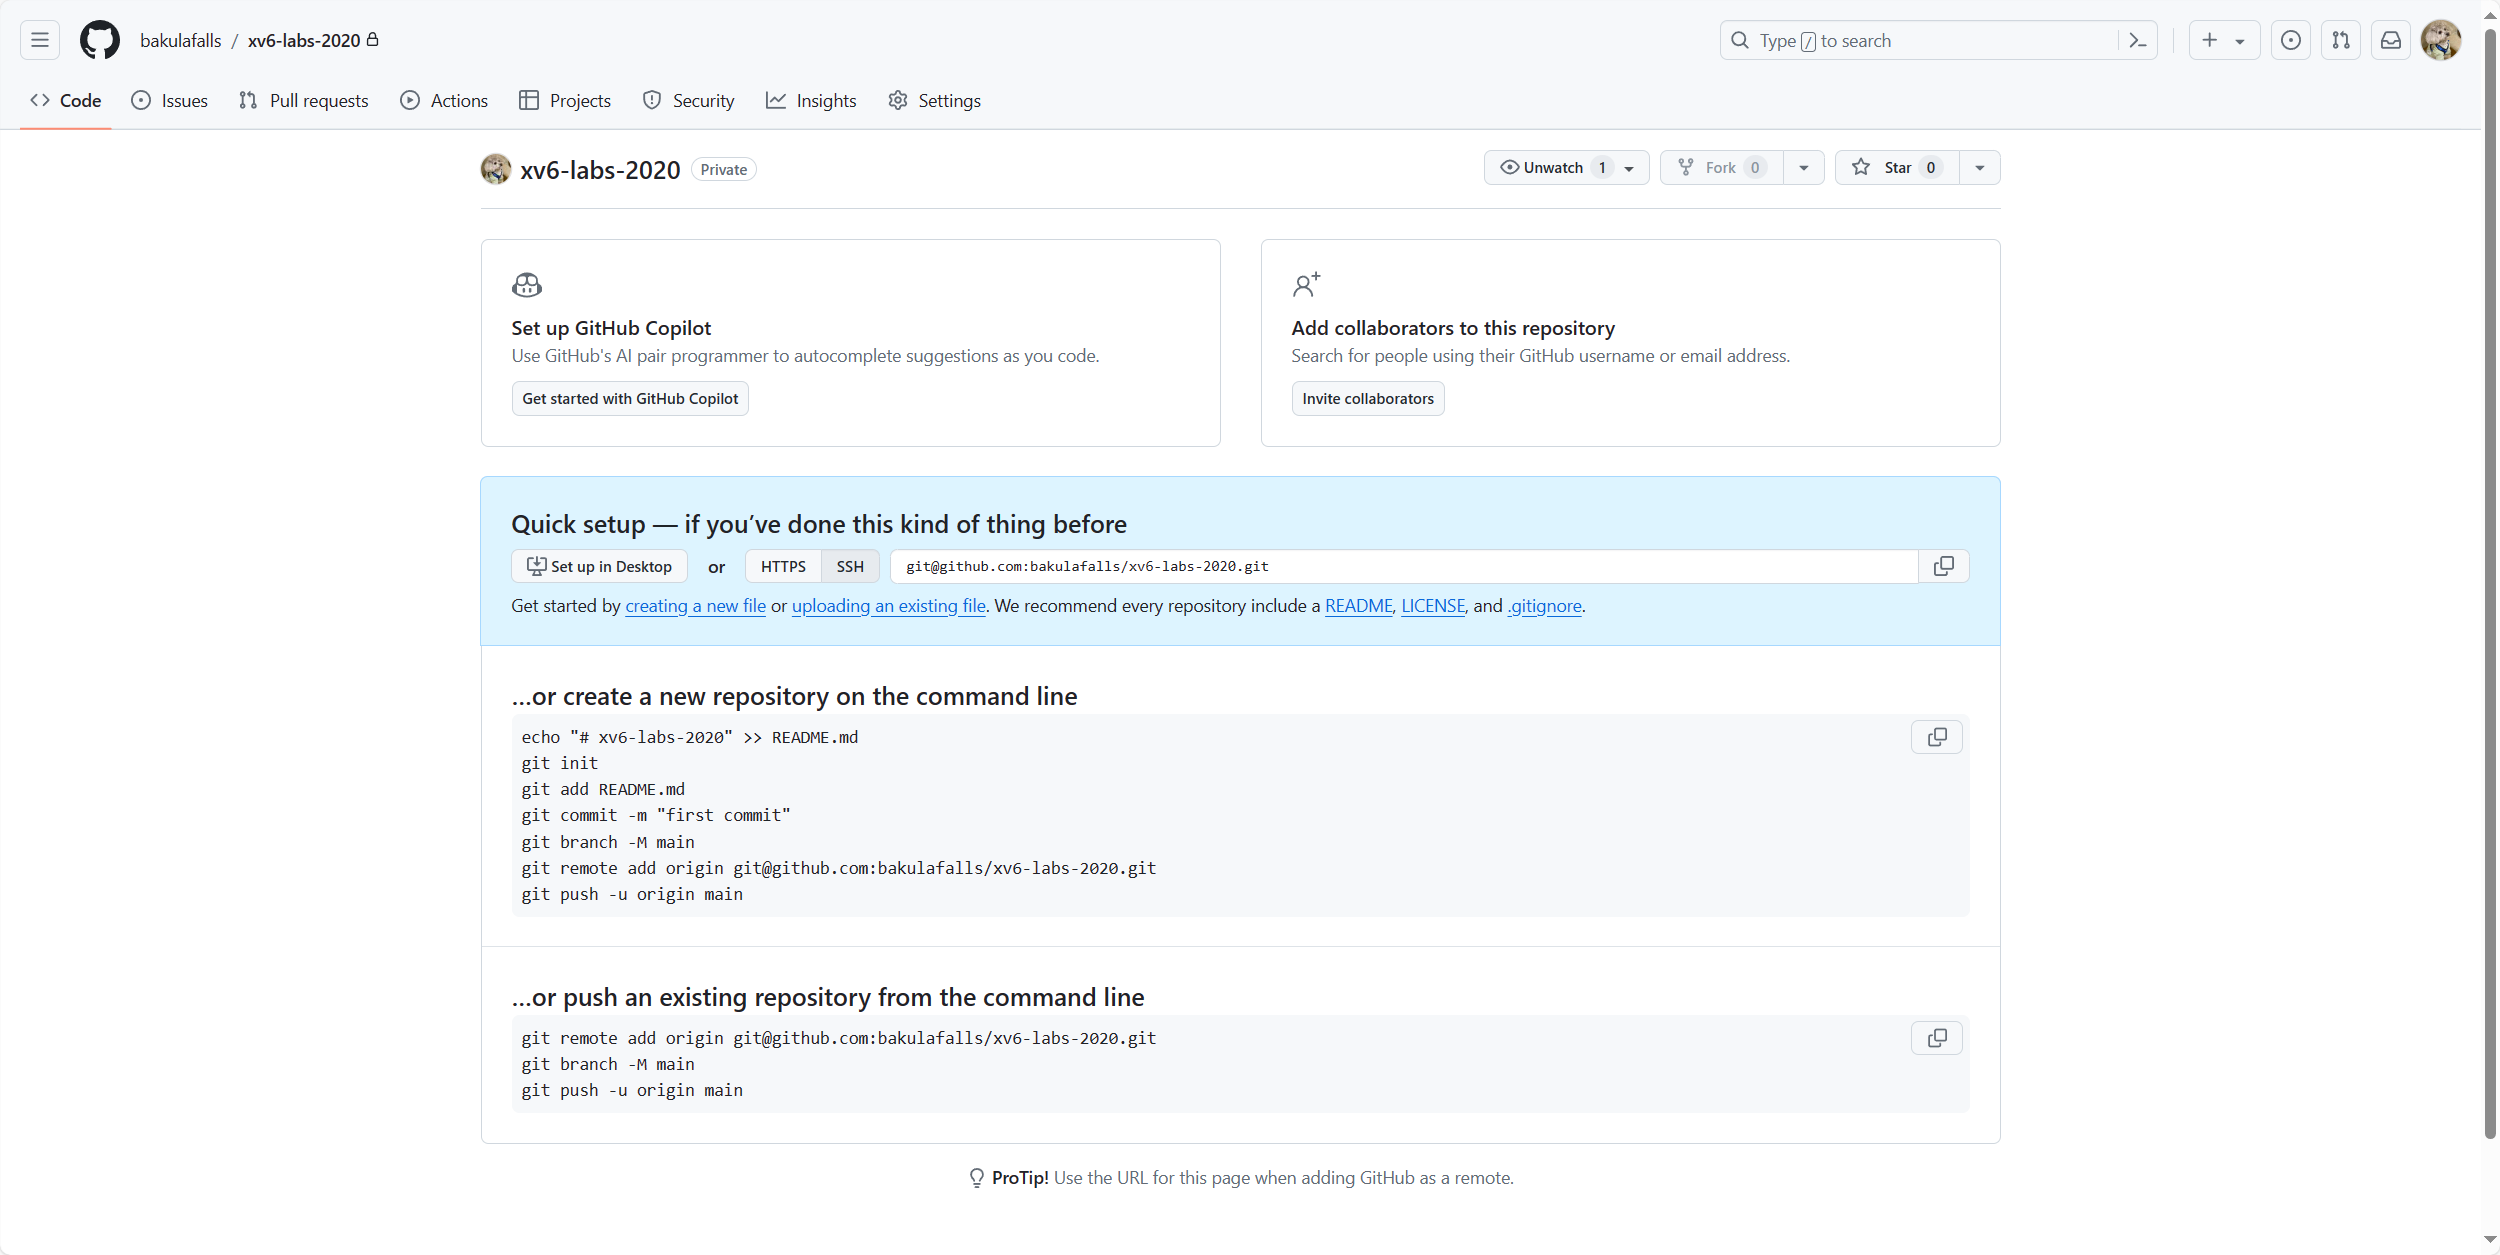 bakulafalls / xv6-labs-2020
Type / to search
Code Issues Pull requests Actions Projects Security Insights Settings
xv6-labs-2020 Private
Unwatch 1 Fork 0 Star 0
Set up GitHub Copilot
Use GitHub's AI pair programmer to autocomplete suggestions as you code.
Get started with GitHub Copilot
Add collaborators to this repository
Search for people using their GitHub username or email address.
Invite collaborators
Quick setup — if you’ve done this kind of thing before
Set up in Desktop or HTTPS SSH git@github.com:bakulafalls/xv6-labs-2020.git
Get started by creating a new file or uploading an existing file. We recommend every repository include a README, LICENSE, and .gitignore.
…or create a new repository on the command line
echo "# xv6-labs-2020" >> README.md
git init
git add README.md
git commit -m "first commit"
git branch -M main
git remote add origin git@github.com:bakulafalls/xv6-labs-2020.git
git push -u origin main
…or push an existing repository from the command line
git remote add origin git@github.com:bakulafalls/xv6-labs-2020.git
git branch -M main
git push -u origin main
ProTip! Use the URL for this page when adding GitHub as a remote.